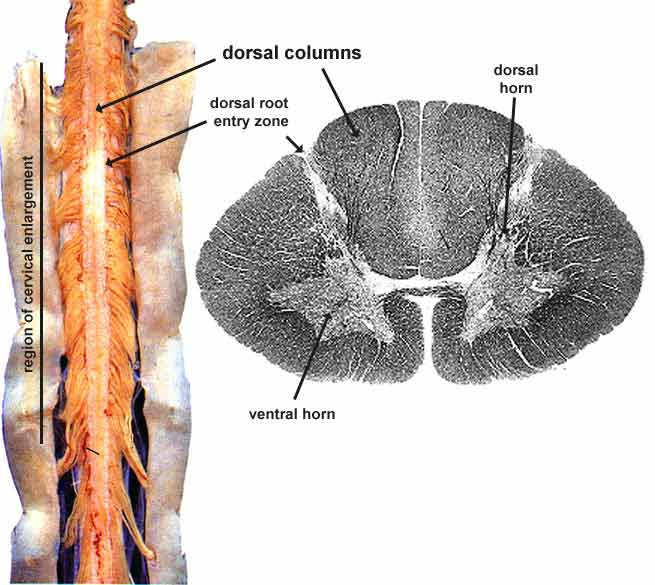 dorsal columns
dorsal root
entry zone
dorsal
horn
region of cervical enlargement
ventral horn